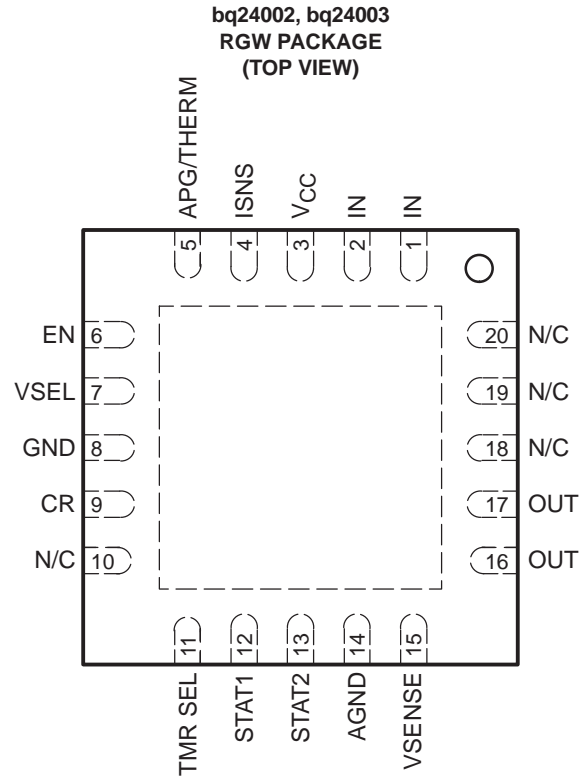 bq24002, bq24003
RGW PACKAGE
(TOP VIEW)
APG/THERM
ISNS
VCC
IN
IN
5
4
3
2
1
EN 6
VSEL 7
GND 8
CR 9
N/C 10
20 N/C
19 N/C
18 N/C
17 OUT
16 OUT
11
12
13
14
15
TMR SEL
STAT1
STAT2
AGND
VSENSE